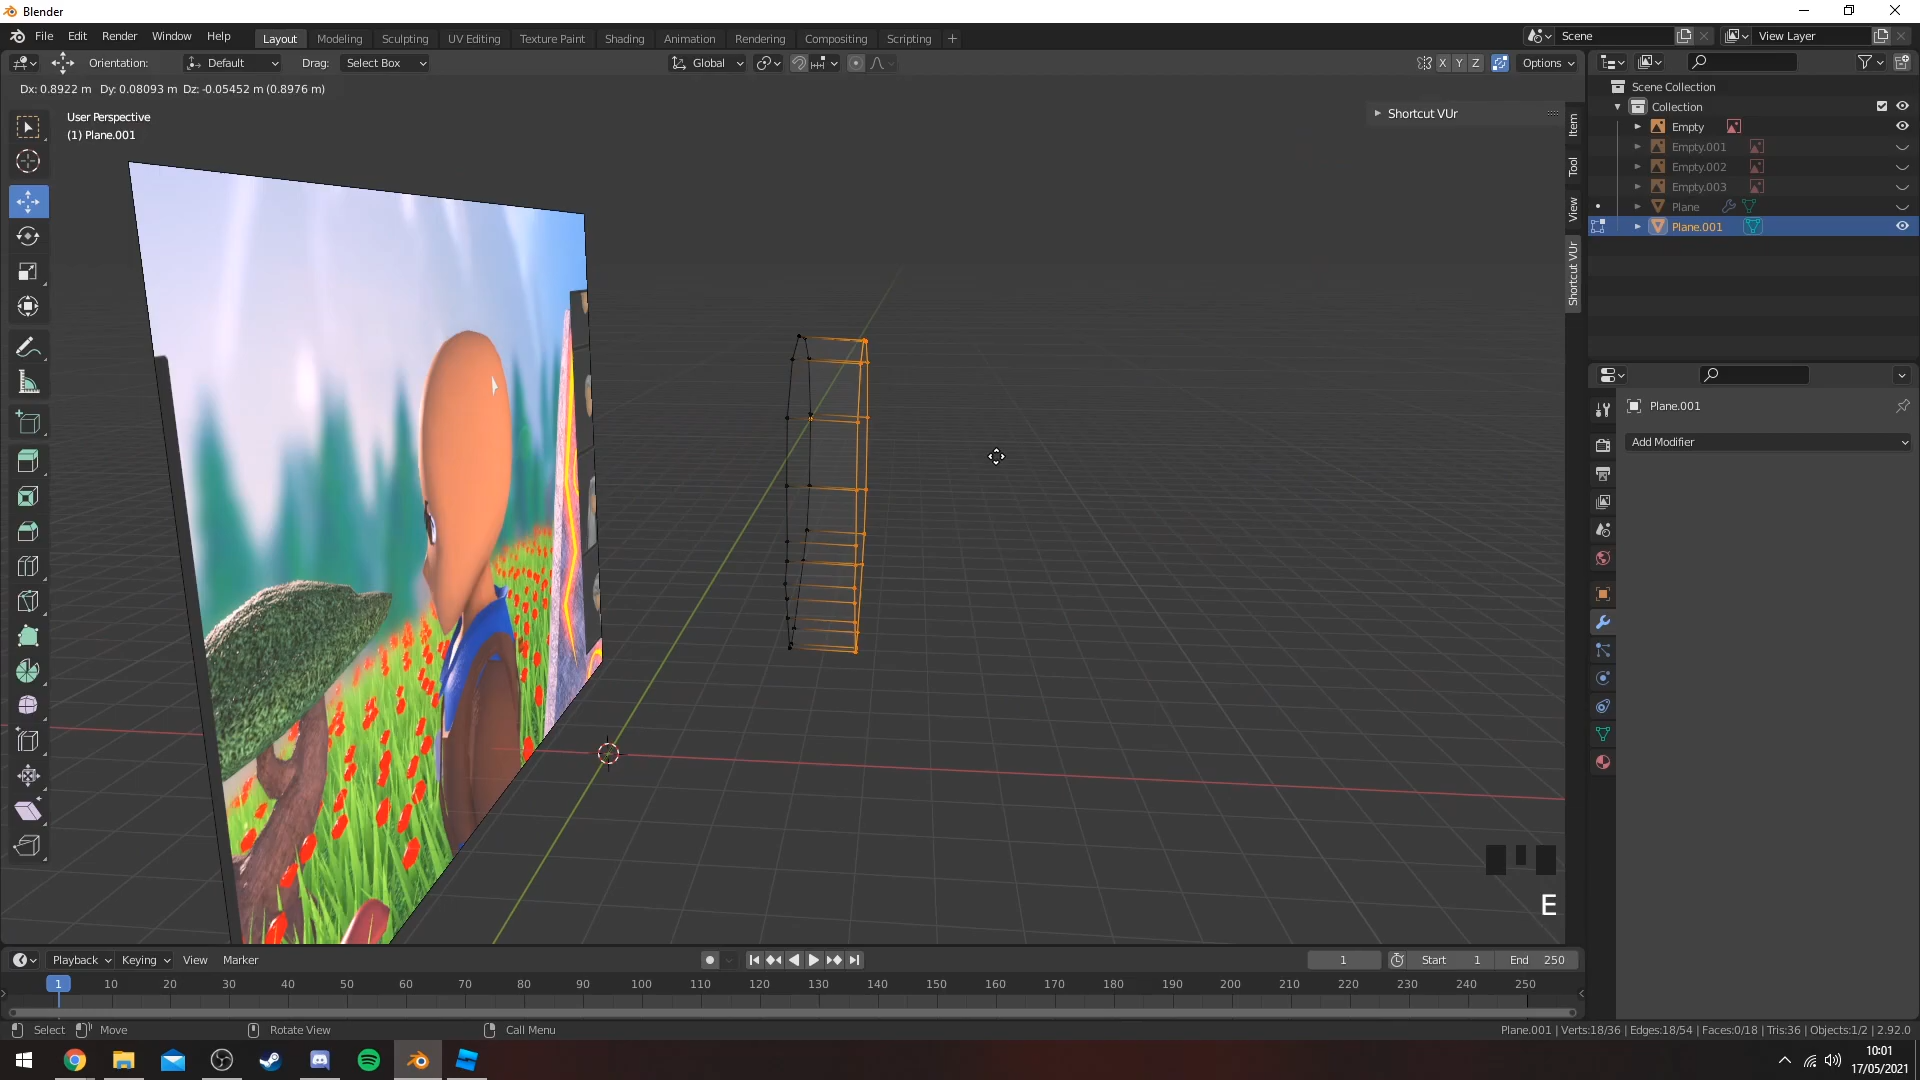 Blender
File Edit Render Window Help
Layout Modeling Sculpting UV Editing Texture Paint Shading Animation Rendering Compositing Scripting
Scene View Layer
Orientation: Default Drag: Select Box Global X Y Z Options
Dx: 0.8922 m Dy: 0.08093 m Dz: -0.05452 m (0.8976 m)
User Perspective
(1) Plane.001
Shortcut VUr
Item
Tool
View
Shortcut VUr
Scene Collection
Collection
Empty
Empty.001
Empty.002
Empty.003
Plane
Plane.001
Plane.001
Add Modifier
E
Playback Keying View Marker 1 Start 1 End 250
1 10 20 30 40 50 60 70 80 90 100 110 120 130 140 150 160 170 180 190 200 210 220 230 240 250
Select Move Rotate View Call Menu Plane.001 | Verts:18/36 | Edges:18/54 | Faces:0/18 | Tris:36 | Objects:1/2 | 2.92.0
10:01
17/05/2021